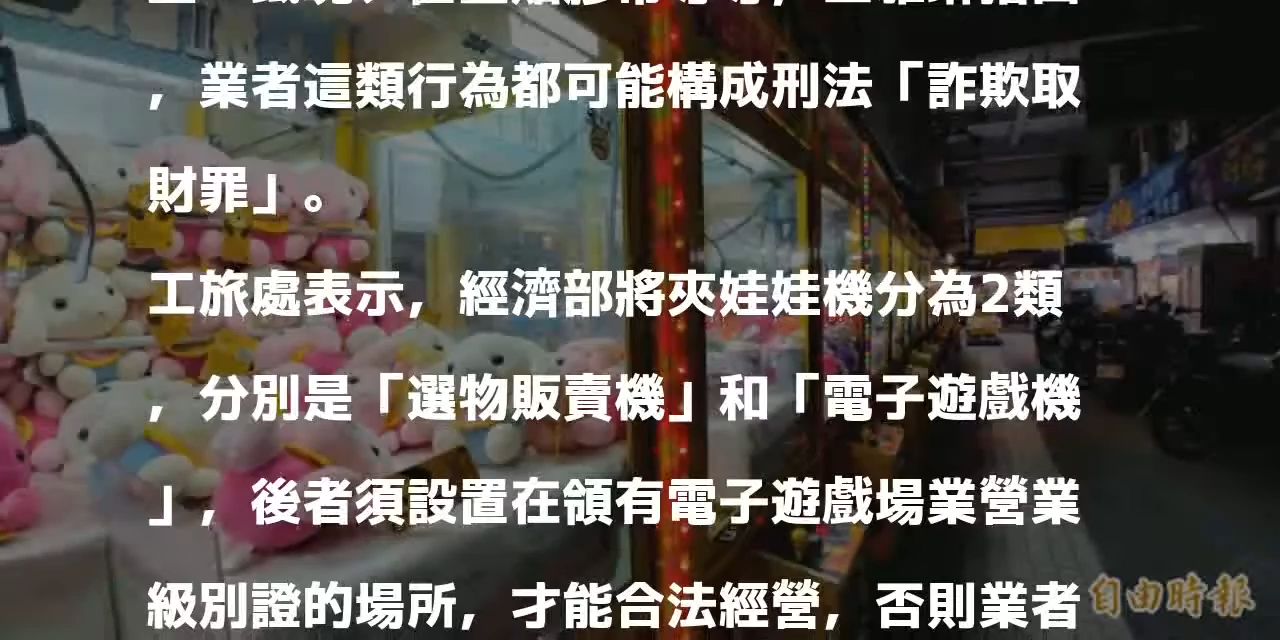 ，業者這類行為都可能構成刑法「詐欺取
財罪」。
工旅處表示，經濟部將夾娃娃機分為2類
，分別是「選物販賣機」和「電子遊戲機
」，後者須設置在領有電子遊戲場業營業
級別證的場所，才能合法經營，否則業者
自由時報